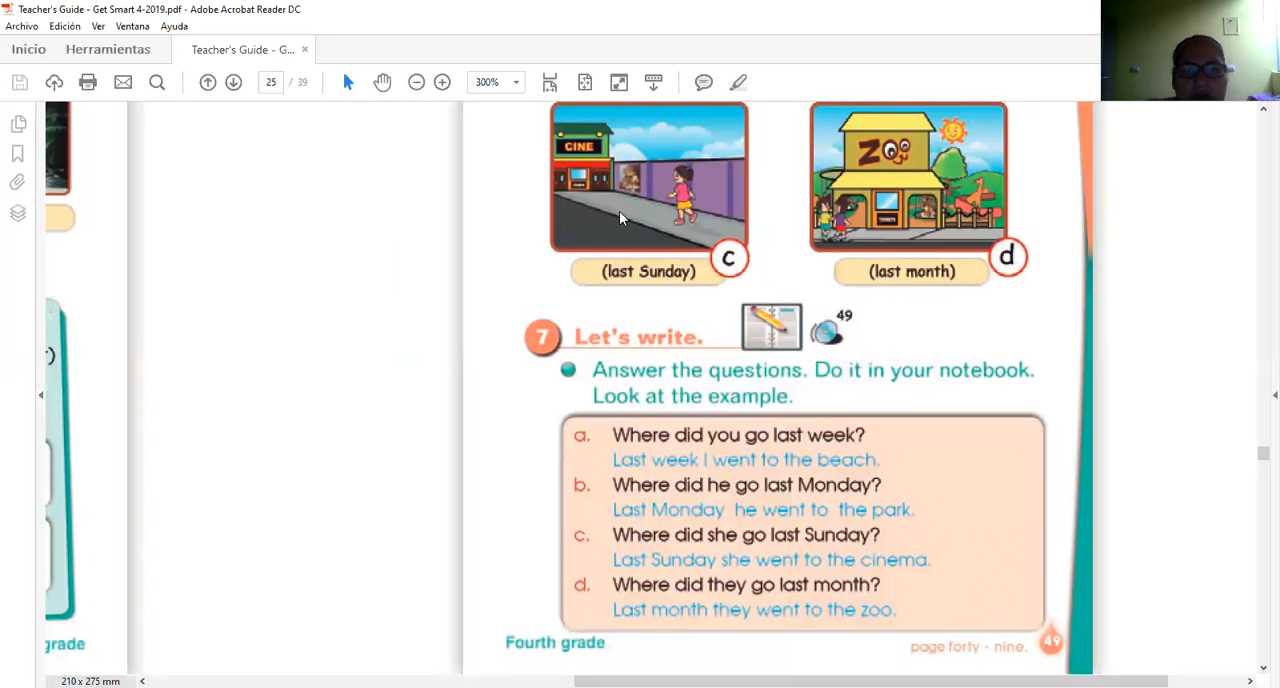 Teacher's Guide - Get Smart 4-2019.pdf - Adobe Acrobat Reader DC
Archivo Edición Ver Ventana Ayuda
Inicio Herramientas Teacher's Guide - G... ×
25 / 39 300%
CINE
ZOO
(last Sunday) c
(last month) d
7 Let's write. 49
Answer the questions. Do it in your notebook.
Look at the example.
a. Where did you go last week?
Last week I went to the beach.
b. Where did he go last Monday?
Last Monday he went to the park.
c. Where did she go last Sunday?
Last Sunday she went to the cinema.
d. Where did they go last month?
Last month they went to the zoo.
grade
Fourth grade
page forty - nine. 49
210 x 275 mm